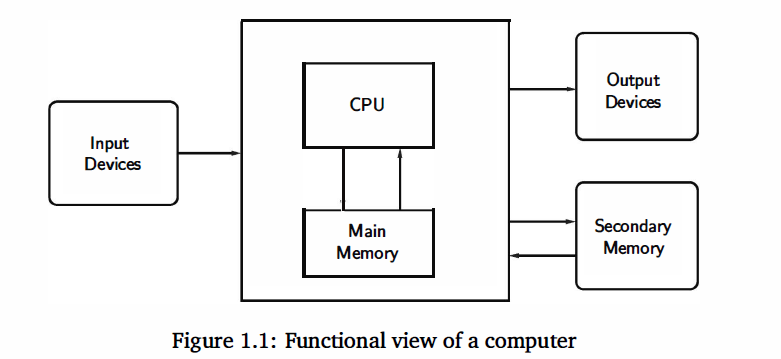 Input
Devices
CPU
Main
Memory
Output
Devices
Secondary
Memory
Figure 1.1: Functional view of a computer